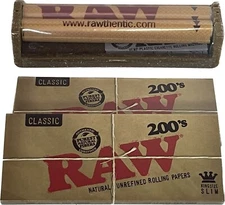 www.rawthentic.com
RAW
CLASSIC
200's
CLASSIC
200's
RAW
NATURAL UNREFINED ROLLING PAPERS
KINGSIZE
SLIM